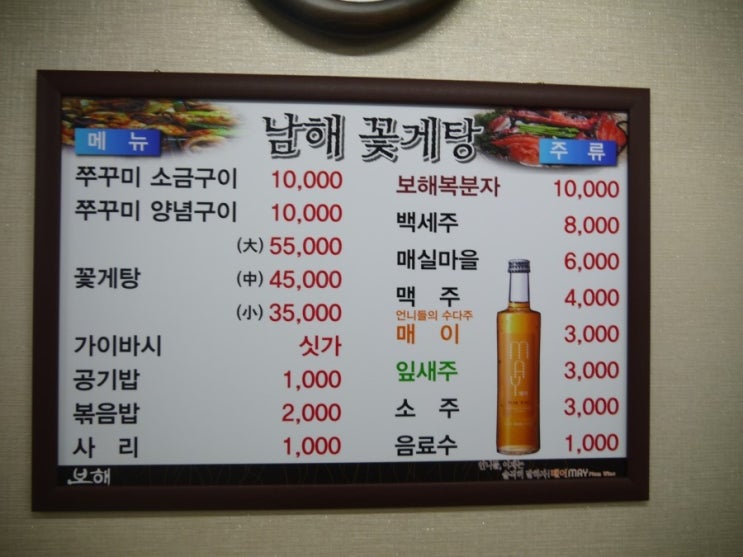 남해 꽃게탕
메 뉴
쭈꾸미 소금구이 10,000
쭈꾸미 양념구이 10,000
(大) 55,000
꽃게탕 (中) 45,000
(小) 35,000
가이바시 싯가
공기밥 1,000
볶음밥 2,000
사 리 1,000
주 류
보해복분자 10,000
백세주 8,000
매실마을 6,000
맥 주 4,000
언니들의 수다주
매 이 3,000
잎새주 3,000
소 주 3,000
음료수 1,000
MAY
보해
매이 MAY